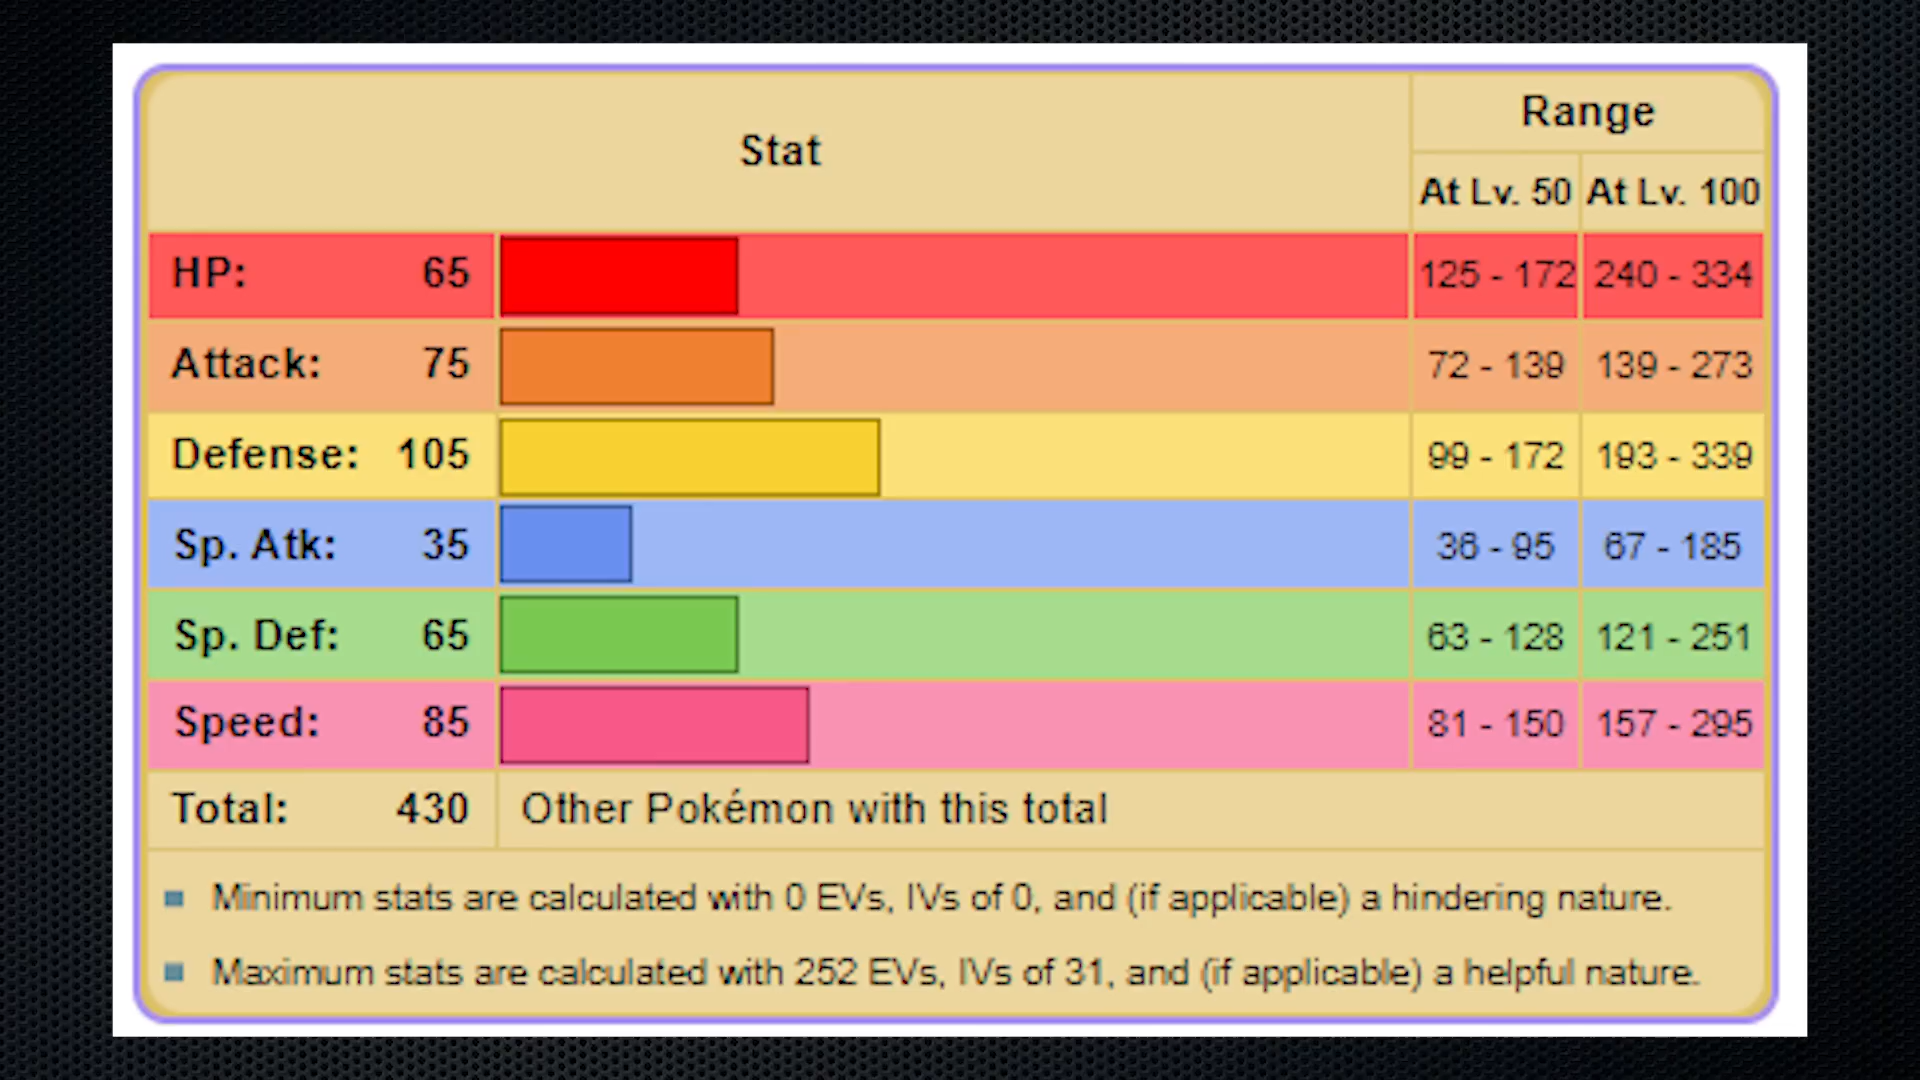 Stat
Range
At Lv. 50 At Lv. 100
HP: 65 125 - 172 240 - 334
Attack: 75 72 - 139 139 - 273
Defense: 105 99 - 172 193 - 339
Sp. Atk: 35 36 - 95 67 - 185
Sp. Def: 65 63 - 128 121 - 251
Speed: 85 81 - 150 157 - 295
Total: 430 Other Pokémon with this total
Minimum stats are calculated with 0 EVs, IVs of 0, and (if applicable) a hindering nature.
Maximum stats are calculated with 252 EVs, IVs of 31, and (if applicable) a helpful nature.